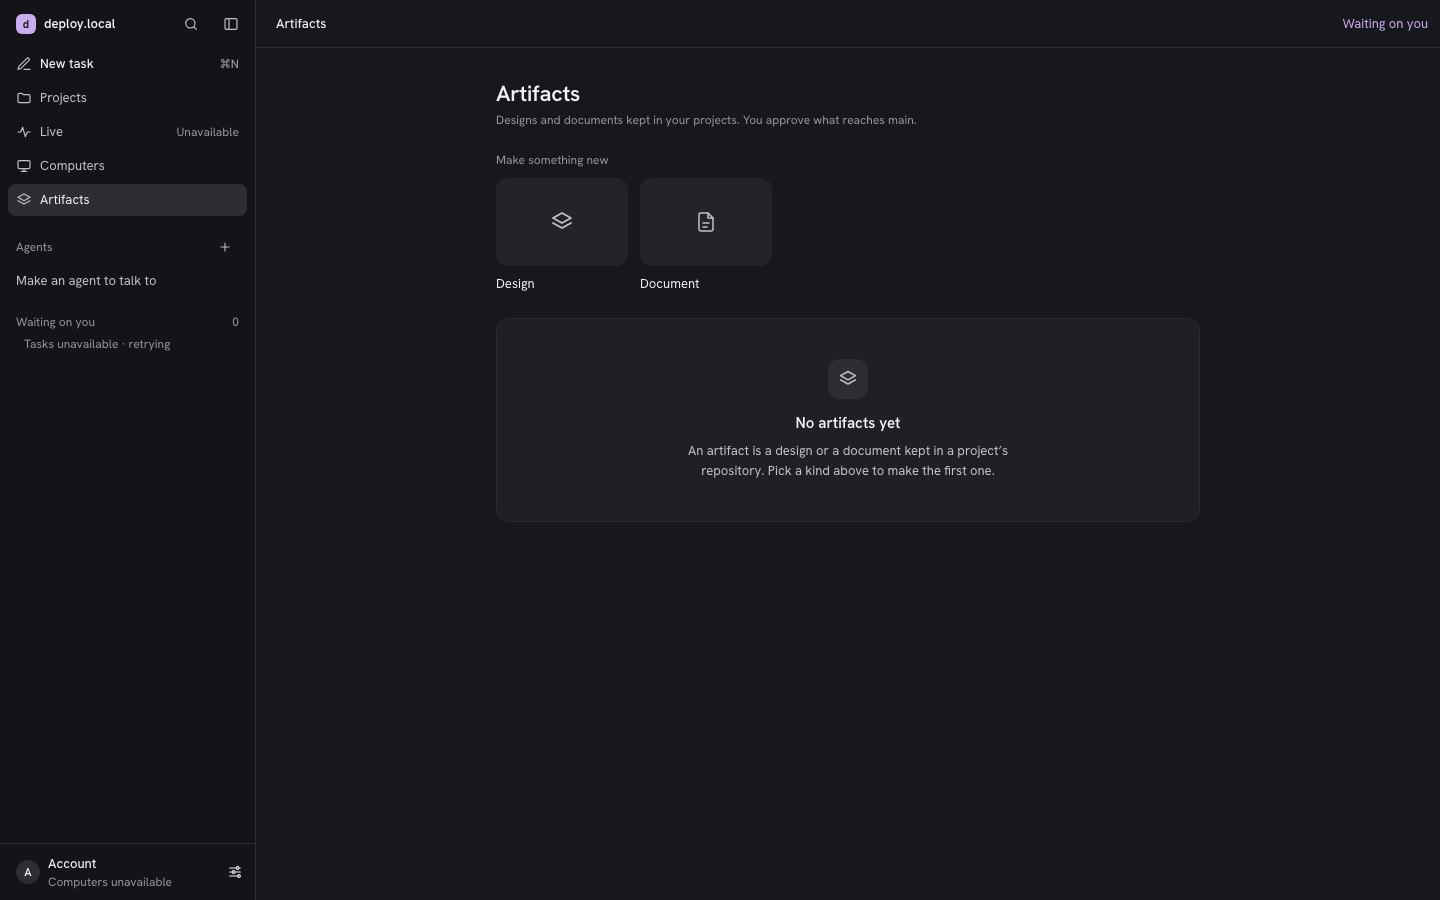 d deploy.local
New task ⌘N
Projects
Live Unavailable
Computers
Artifacts
Agents
Make an agent to talk to
Waiting on you 0
Tasks unavailable · retrying
A Account
Computers unavailable
Artifacts
Waiting on you
Artifacts
Designs and documents kept in your projects. You approve what reaches main.
Make something new
Design
Document
No artifacts yet
An artifact is a design or a document kept in a project’s
repository. Pick a kind above to make the first one.